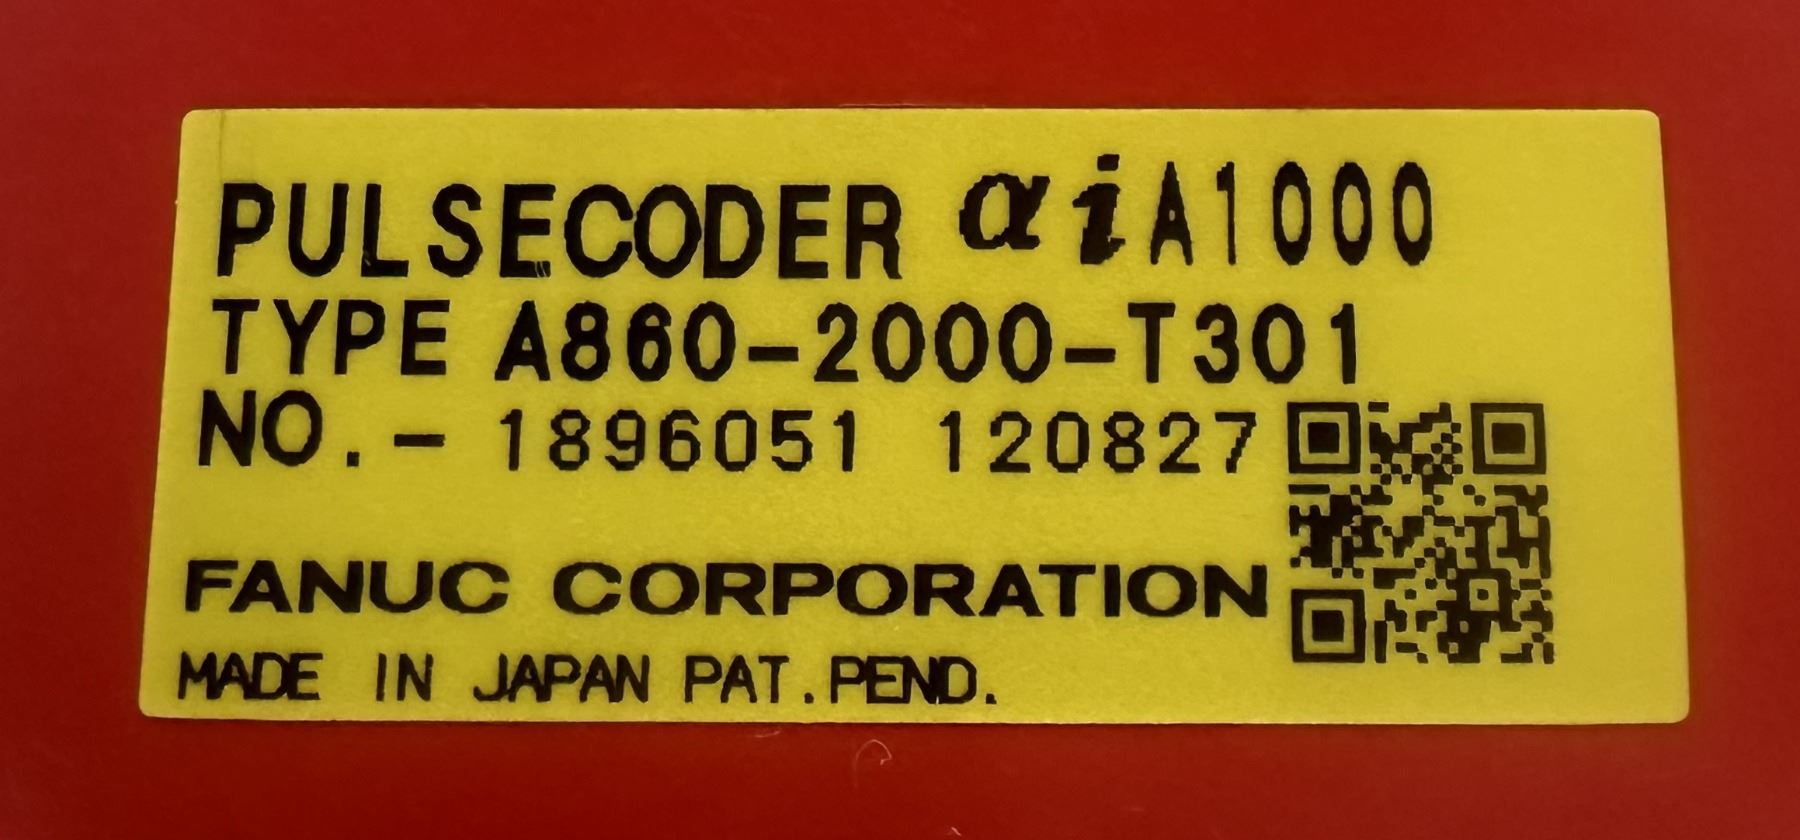 PULSECODER αiA1000
TYPE A860-2000-T301
NO.- 1896051 120827
FANUC CORPORATION
MADE IN JAPAN PAT.PEND.